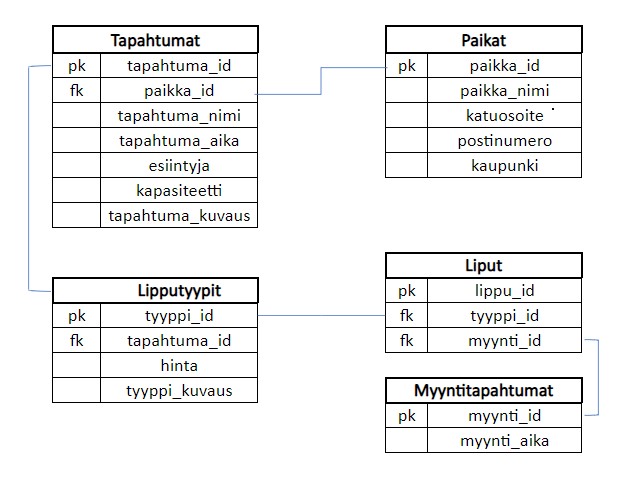 Tapahtumat
pk tapahtuma_id
fk paikka_id
tapahtuma_nimi
tapahtuma_aika
esiintyja
kapasiteetti
tapahtuma_kuvaus
Paikat
pk paikka_id
paikka_nimi
katuosoite
postinumero
kaupunki
Lipputyypit
pk tyyppi_id
fk tapahtuma_id
hinta
tyyppi_kuvaus
Liput
pk lippu_id
fk tyyppi_id
fk myynti_id
Myyntitapahtumat
pk myynti_id
myynti_aika